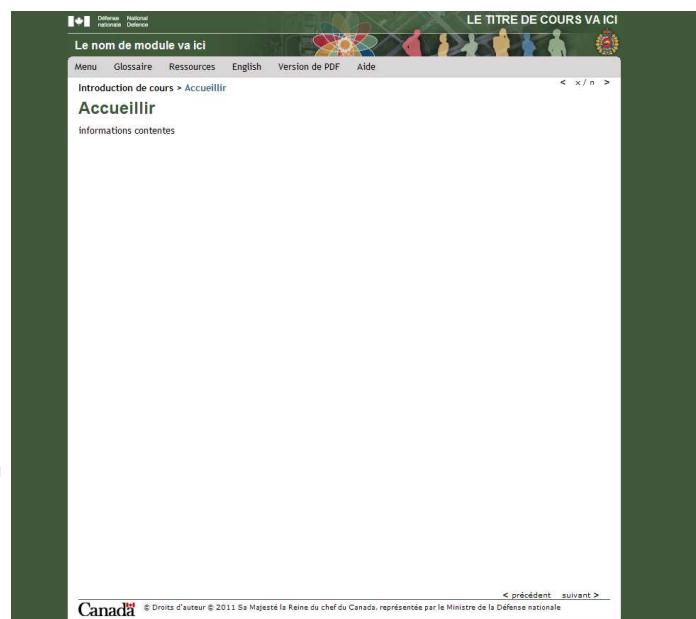 Défense nationale National Defence
LE TITRE DE COURS VA ICI
Le nom de module va ici
Menu Glossaire Ressources English Version de PDF Aide
Introduction de cours > Accueillir < x / n >
Accueillir
informations contentes
< précédent suivant >
Canada © Droits d'auteur © 2011 Sa Majesté la Reine du chef du Canada, représentée par le Ministre de la Défense nationale